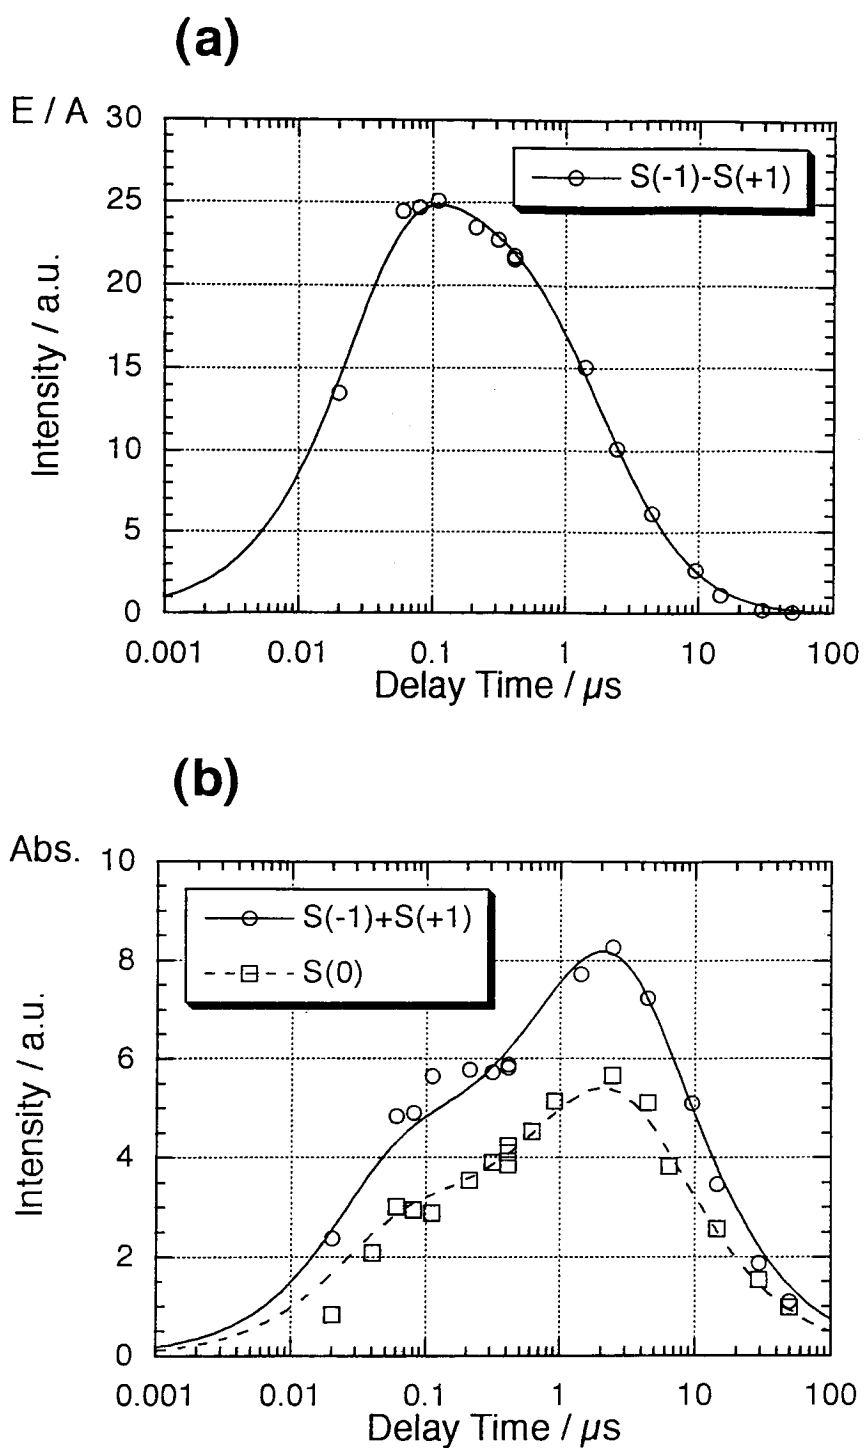 (a)
E / A
30
S(-1)-S(+1)
25
20
15
10
5
0
Intensity / a.u.
0.001 0.01 0.1 1 10 100
Delay Time / µs
(b)
Abs.
10
S(-1)+S(+1)
S(0)
8
6
4
2
0
Intensity / a.u.
0.001 0.01 0.1 1 10 100
Delay Time / µs